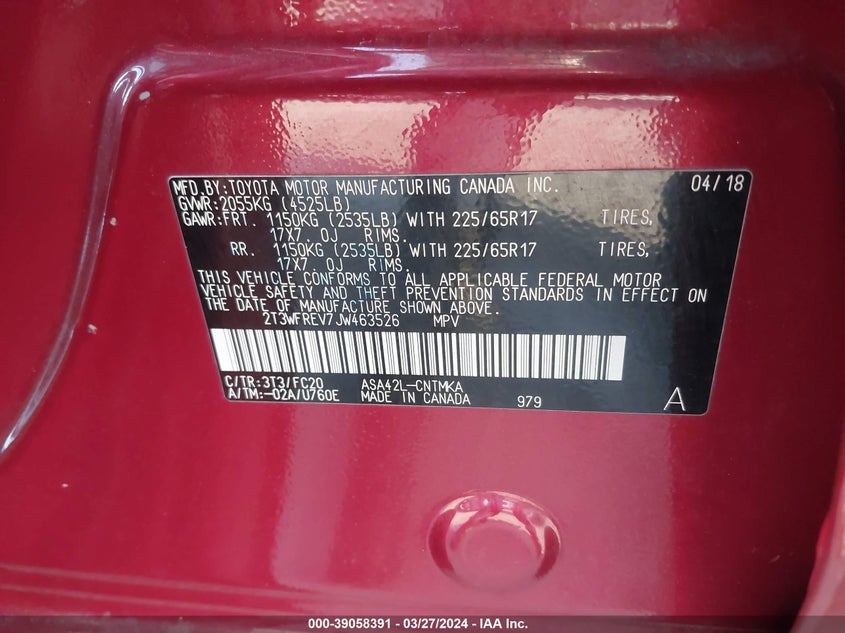 MFD.BY:TOYOTA MOTOR MANUFACTURING CANADA INC. 04/18
GVWR:2055KG (4525LB)
GAWR:FRT. 1150KG (2535LB) WITH 225/65R17 TIRES,
17X7 OJ RIMS.
RR. 1150KG (2535LB) WITH 225/65R17 TIRES,
17X7 OJ RIMS.
THIS VEHICLE CONFORMS TO ALL APPLICABLE FEDERAL MOTOR
VEHICLE SAFETY AND THEFT PREVENTION STANDARDS IN EFFECT ON
THE DATE OF MANUFACTURE SHOWN ABOVE.
2T3WFREV7JW463526 MPV
C/TR:3T3/FC20 ASA42L-CNTMKA
A/TM:-02A/U760E MADE IN CANADA 979 A
000-39058391 - 03/27/2024 - IAA Inc.